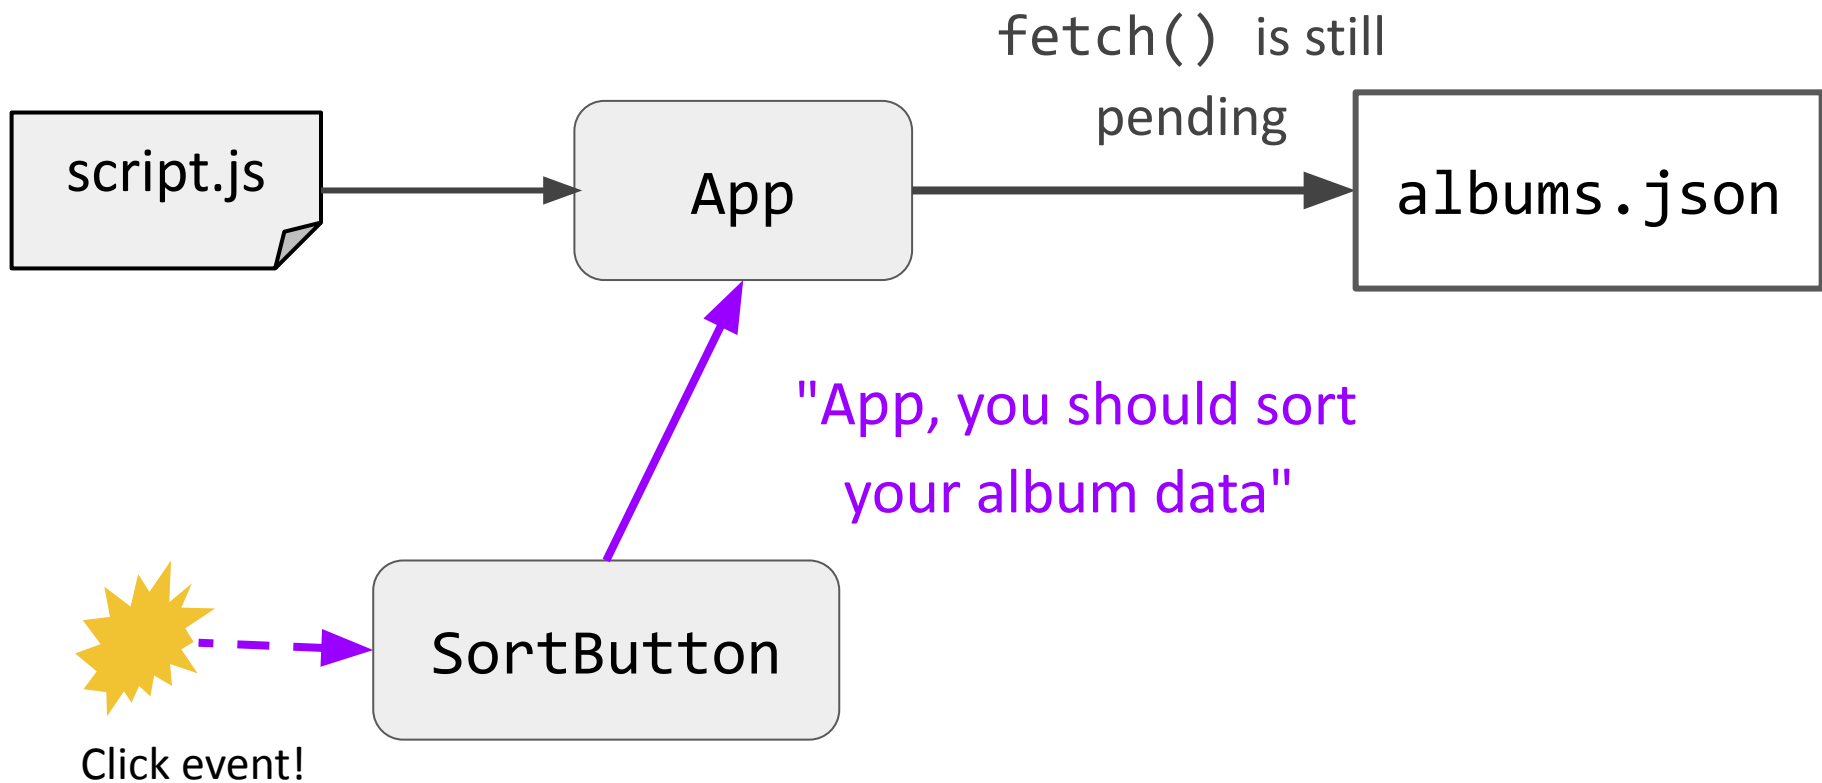 fetch() is still
pending
script.js
App
albums.json
"App, you should sort
your album data"
SortButton
Click event!